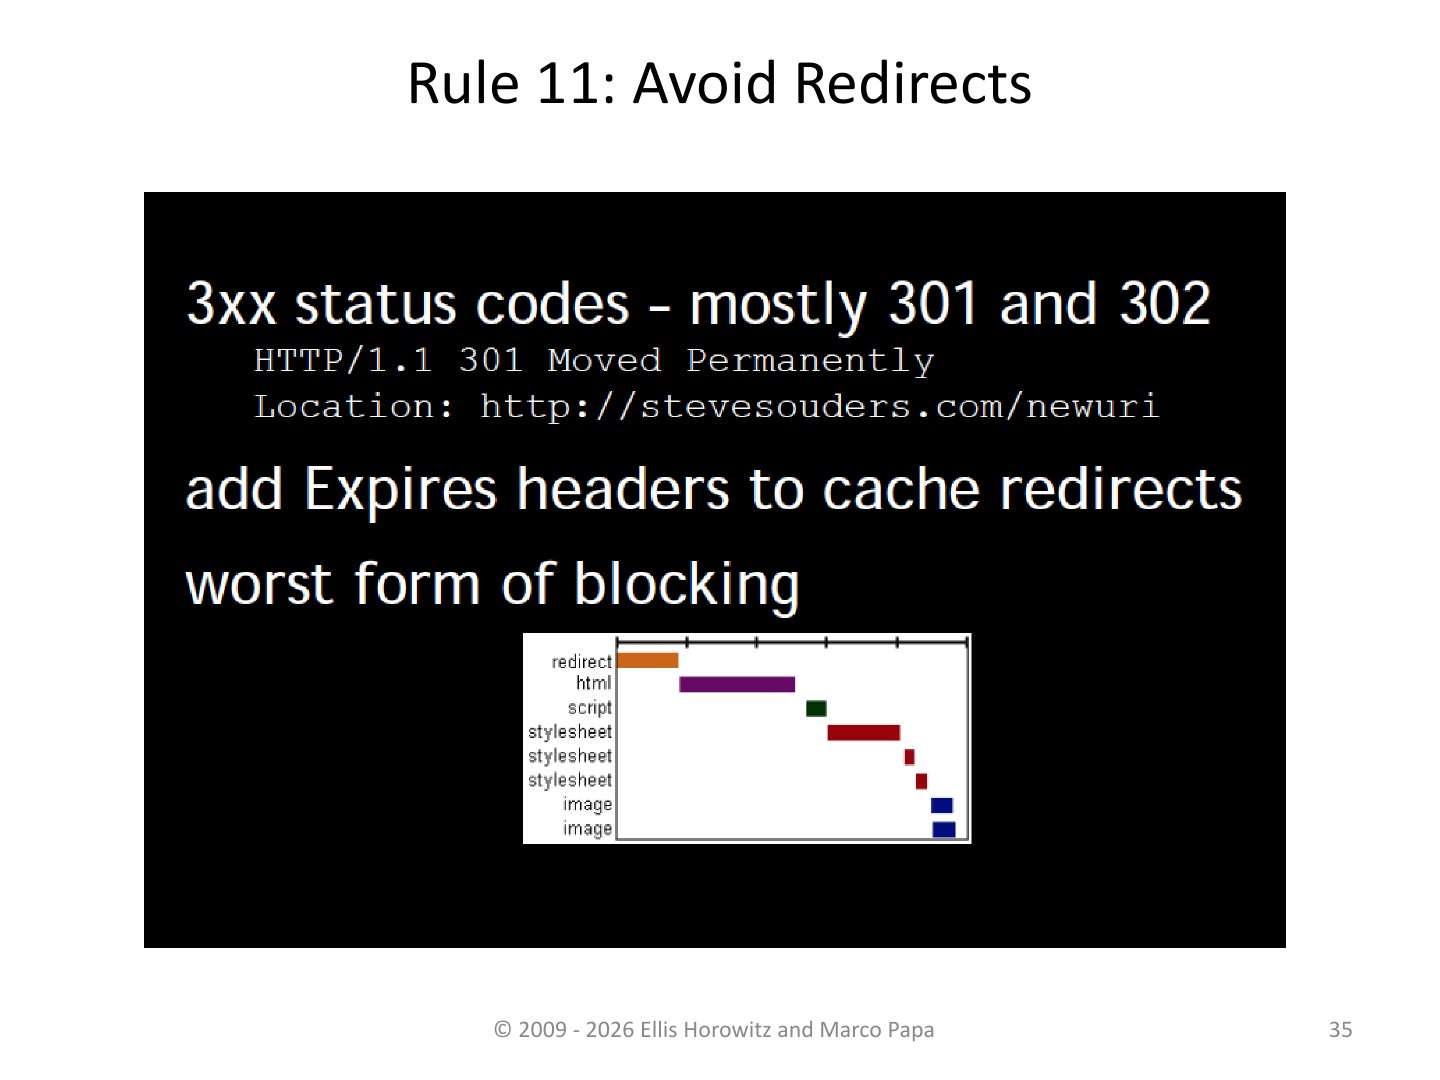 Rule 11: Avoid Redirects
3xx status codes – mostly 301 and 302
HTTP/1.1 301 Moved Permanently
Location: http://stevesouders.com/newuri
add Expires headers to cache redirects
worst form of blocking
redirect
html
script
stylesheet
stylesheet
stylesheet
image
image
© 2009 - 2026 Ellis Horowitz and Marco Papa
35